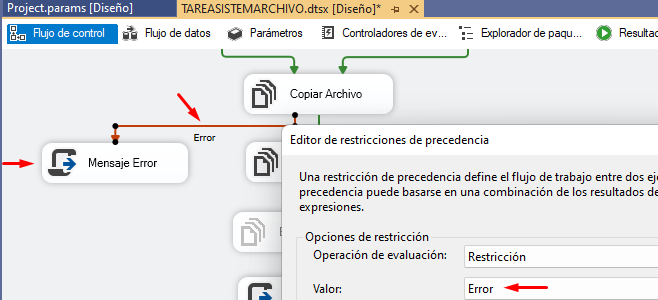 Project.params [Diseño]
TAREASISTEMARCHIVO.dtsx [Diseño]*
Flujo de control
Flujo de datos
Parámetros
Controladores de ev...
Explorador de paqu...
Resultado
Copiar Archivo
Error
Mensaje Error
Editor de restricciones de precedencia
Una restricción de precedencia define el flujo de trabajo entre dos eje
precedencia puede basarse en una combinación de los resultados de
expresiones.
Opciones de restricción
Operación de evaluación:
Restricción
Valor:
Error